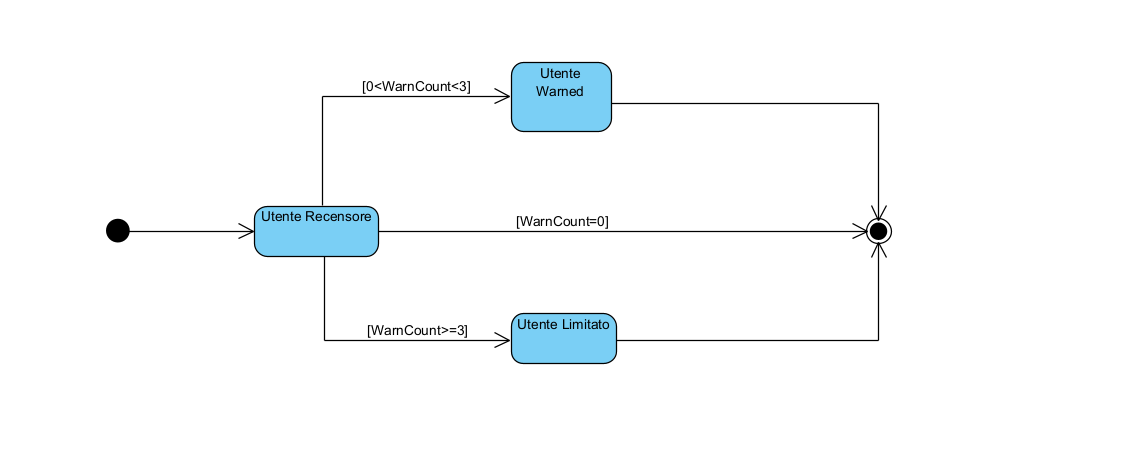 Utente
Warned
[0<WarnCount<3]
Utente Recensore
[WarnCount=0]
[WarnCount>=3]
Utente Limitato